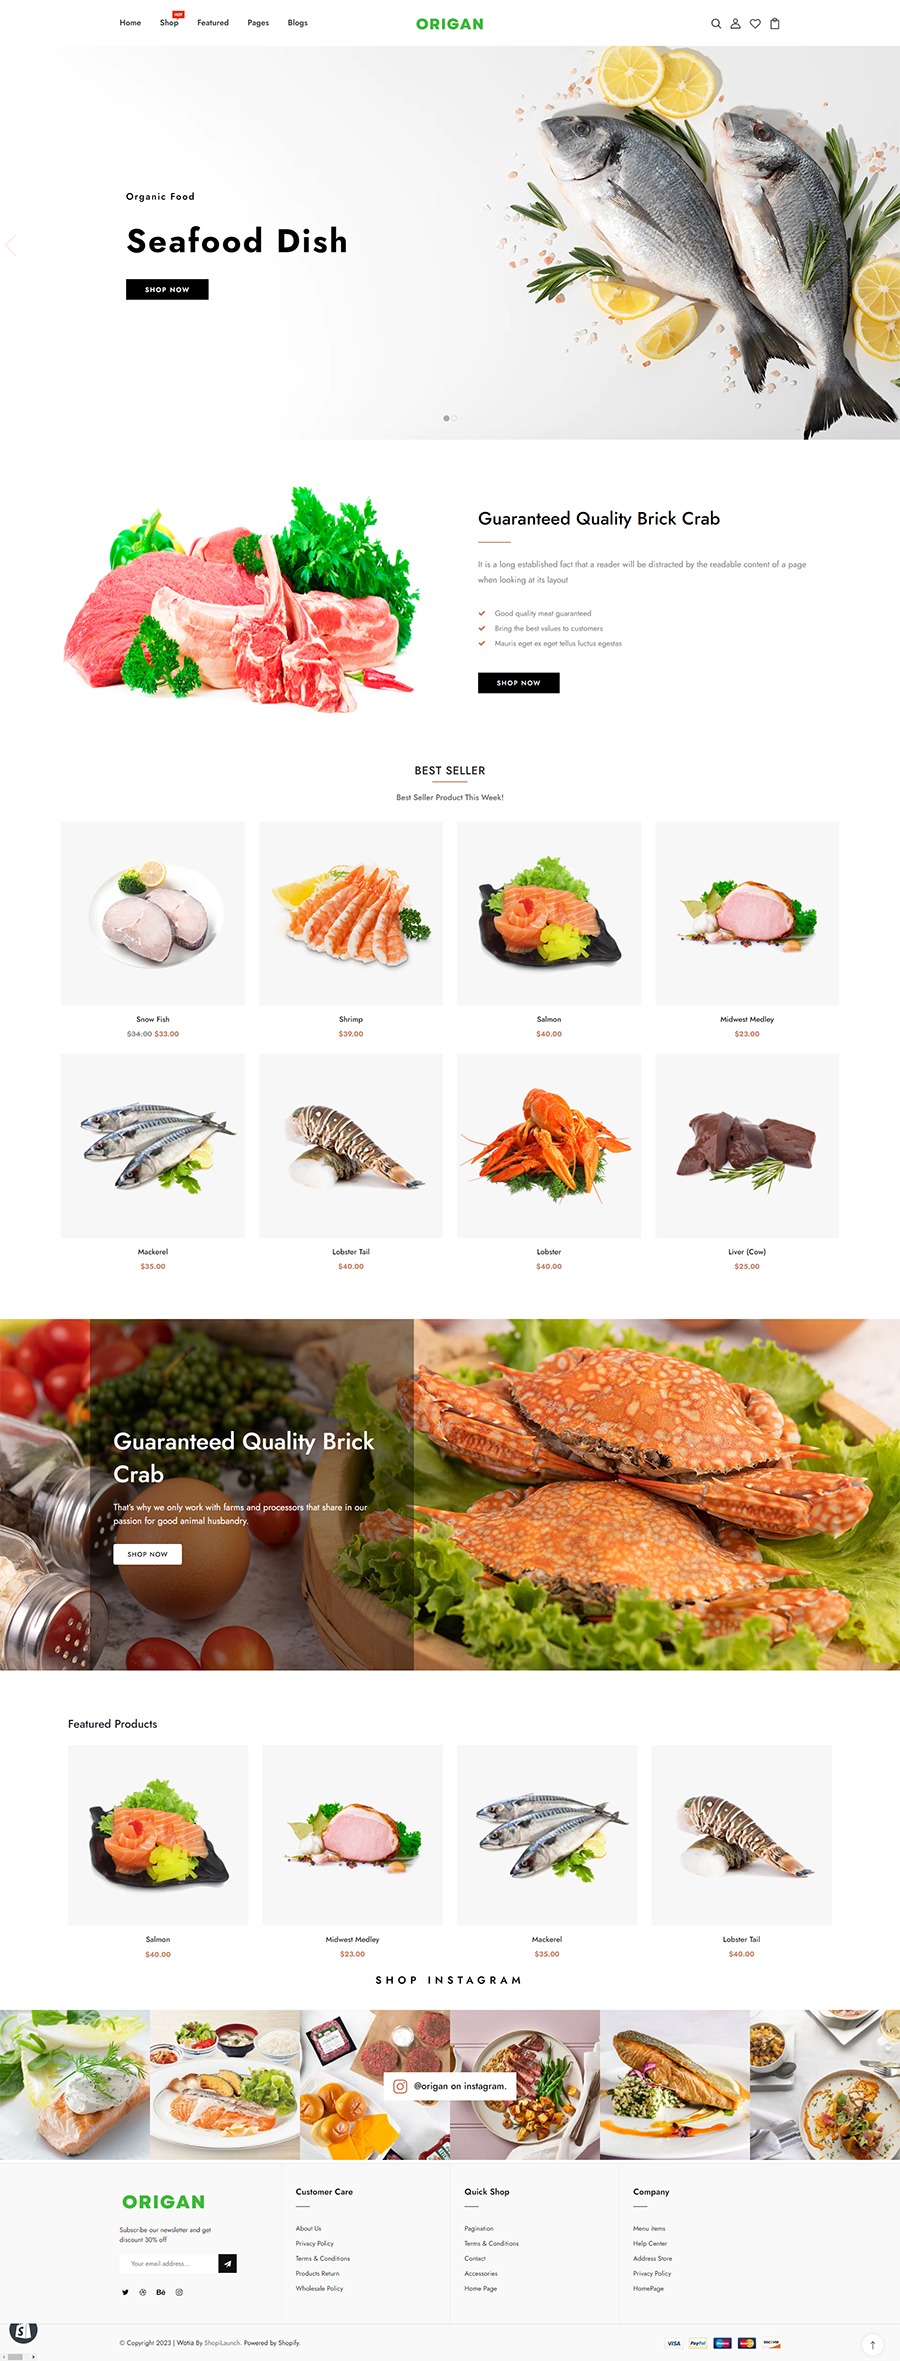 Home
Shop
HOT
Featured
Pages
Blogs
ORIGAN
Organic Food
Seafood Dish
SHOP NOW
Guaranteed Quality Brick Crab
It is a long established fact that a reader will be distracted by the readable content of a page
when looking at its layout
Good quality meat guaranteed
Bring the best values to customers
Mauris eget ex eget tellus luctus egestas
SHOP NOW
BEST SELLER
Best Seller Product This Week!
Snow Fish
$34.00 $33.00
Shrimp
$39.00
Salmon
$40.00
Midwest Medley
$23.00
Mackerel
$35.00
Lobster Tail
$40.00
Lobster
$40.00
Liver (Cow)
$25.00
Guaranteed Quality Brick
Crab
That's why we only work with farms and processors that share in our
passion for good animal husbandry.
SHOP NOW
Featured Products
Salmon
$40.00
Midwest Medley
$23.00
Mackerel
$35.00
Lobster Tail
$40.00
SHOP INSTAGRAM
@origan on instagram.
ORIGAN
Subscribe our newsletter and get
discount 30% off
Your email address...
Bē
Customer Care
About Us
Privacy Policy
Terms & Conditions
Products Return
Wholesale Policy
Quick Shop
Pagination
Terms & Conditions
Contact
Accessories
Home Page
Company
Menu items
Help Center
Address Store
Privacy Policy
HomePage
© Copyright 2023 | Wotia By ShopiLaunch. Powered by Shopify.
VISA
PayPal
DISCOVER